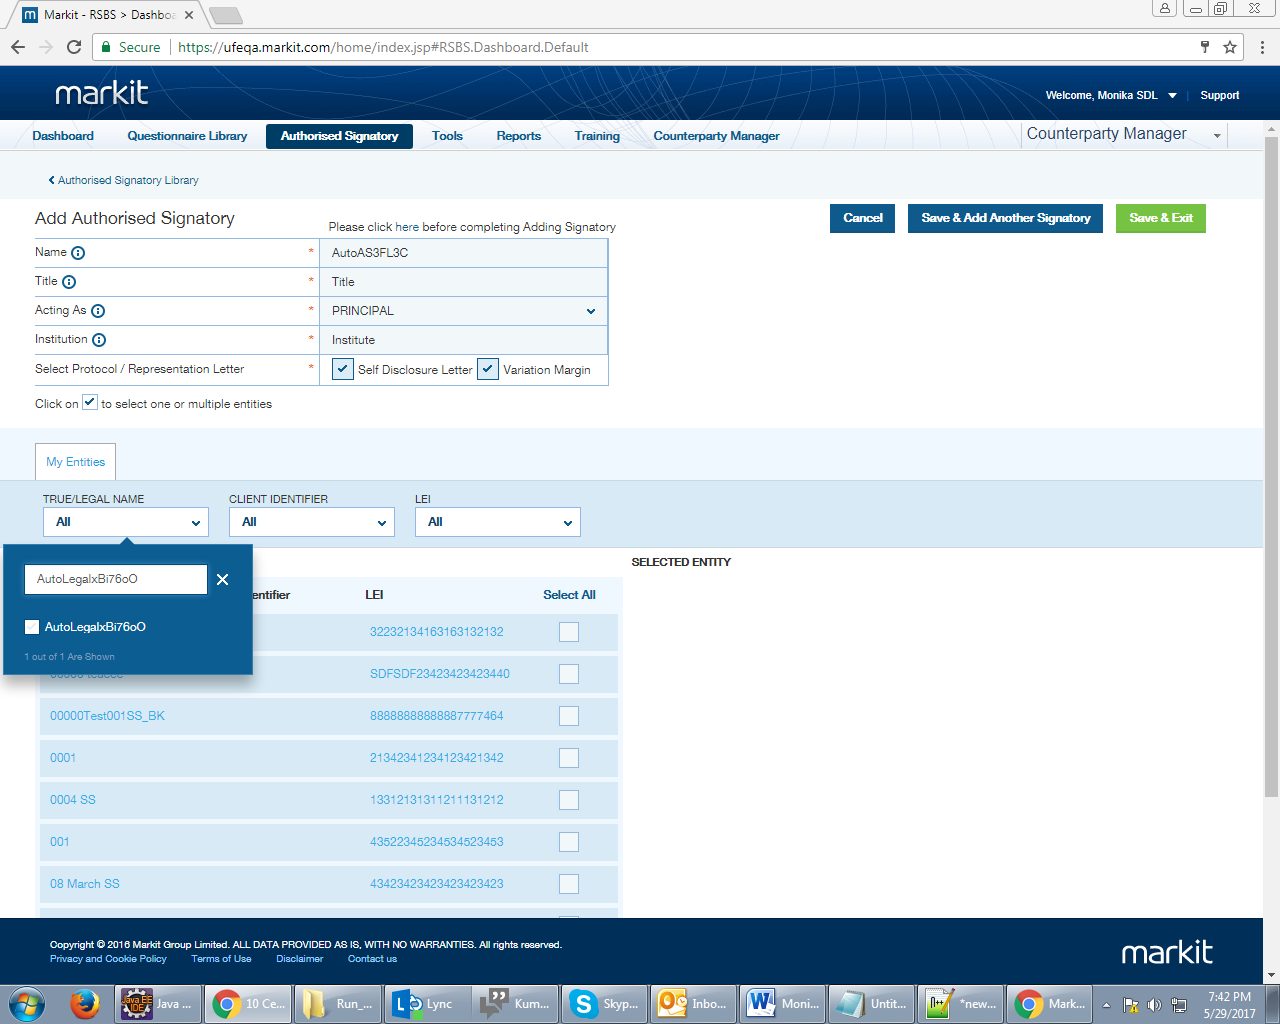 Markit - RSBS > Dashbo
Secure https://ufeqa.markit.com/home/index.jsp#RSBS.Dashboard.Default
markit
Welcome, Monika SDL Support
Dashboard Questionnaire Library Authorised Signatory Tools Reports Training Counterparty Manager Counterparty Manager
Authorised Signatory Library
Add Authorised Signatory Please click here before completing Adding Signatory Cancel Save & Add Another Signatory Save & Exit
Name * AutoAS3FL3C
Title * Title
Acting As * PRINCIPAL
Institution * Institute
Select Protocol / Representation Letter * Self Disclosure Letter Variation Margin
Click on to select one or multiple entities
My Entities
TRUE/LEGAL NAME CLIENT IDENTIFIER LEI
All All All
SELECTED ENTITY
AutoLegalxBi76oO
entifier LEI Select All
AutoLegalxBi76oO
1 out of 1 Are Shown
32232134163163132132
SDFSDF23423423423440
00000Test001SS_BK 88888888888887777464
0001 21342341234123421342
0004 SS 13312131311211131212
001 43522345234534523453
08 March SS 43423423423423423423
Copyright © 2016 Markit Group Limited. ALL DATA PROVIDED AS IS, WITH NO WARRANTIES. All rights reserved.
Privacy and Cookie Policy Terms of Use Disclaimer Contact us
markit
Java EE IDE Java ... 10 Ce... Run_... Lync Kum... Skyp... Inbo... Moni... Untit... *new... Mark... 7:42 PM
5/29/2017